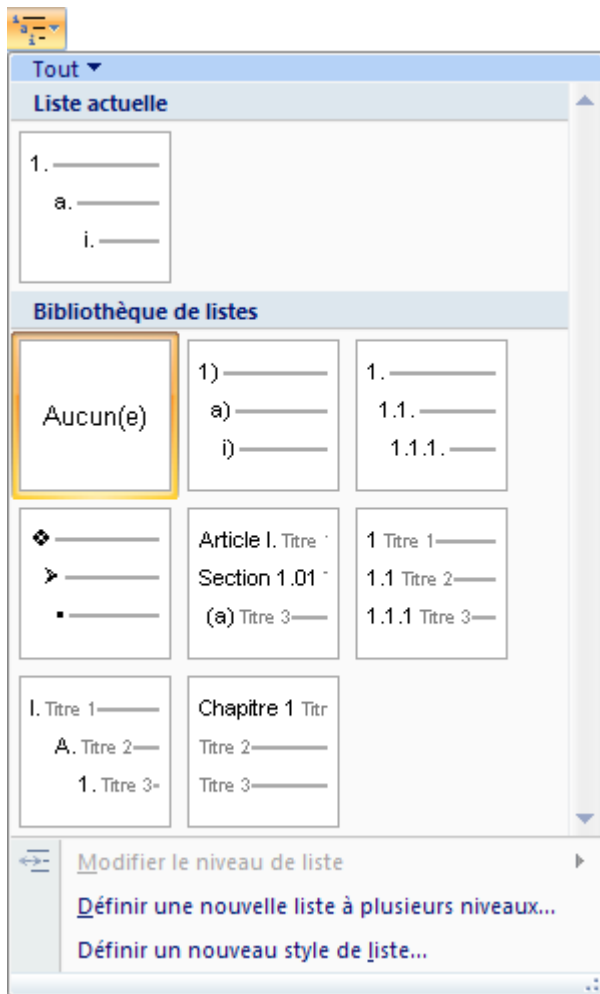 Tout
Liste actuelle
1.
a.
i.
Bibliothèque de listes
Aucun(e)
1)
a)
i)
1.
1.1.
1.1.1.
Article I. Titre
Section 1.01
(a) Titre 3
1 Titre 1
1.1 Titre 2
1.1.1 Titre 3
I. Titre 1
A. Titre 2
1. Titre 3
Chapitre 1 Titr
Titre 2
Titre 3
Modifier le niveau de liste
Définir une nouvelle liste à plusieurs niveaux...
Définir un nouveau style de liste...